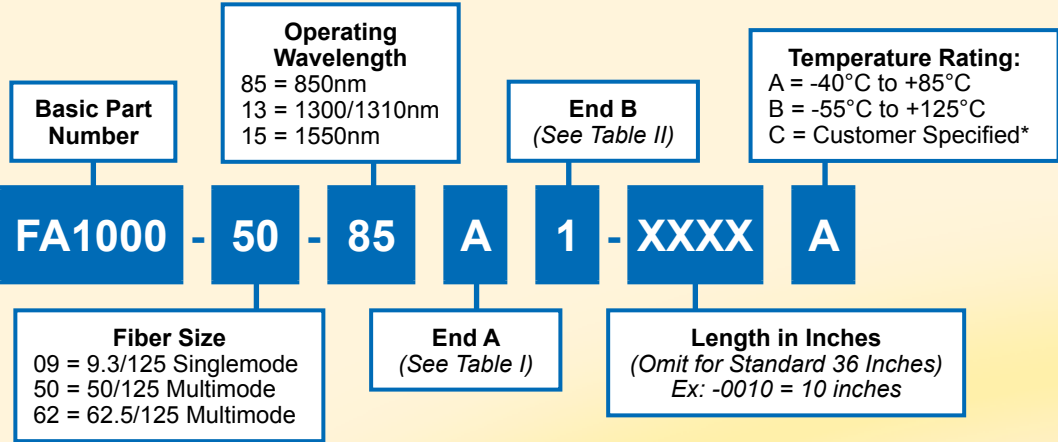 Operating
Wavelength
85 = 850nm
13 = 1300/1310nm
15 = 1550nm
Temperature Rating:
A = -40°C to +85°C
B = -55°C to +125°C
C = Customer Specified*
Basic Part
Number
End B
(See Table II)
FA1000 - 50 - 85 A 1 - XXXX A
Fiber Size
09 = 9.3/125 Singlemode
50 = 50/125 Multimode
62 = 62.5/125 Multimode
End A
(See Table I)
Length in Inches
(Omit for Standard 36 Inches)
Ex: -0010 = 10 inches